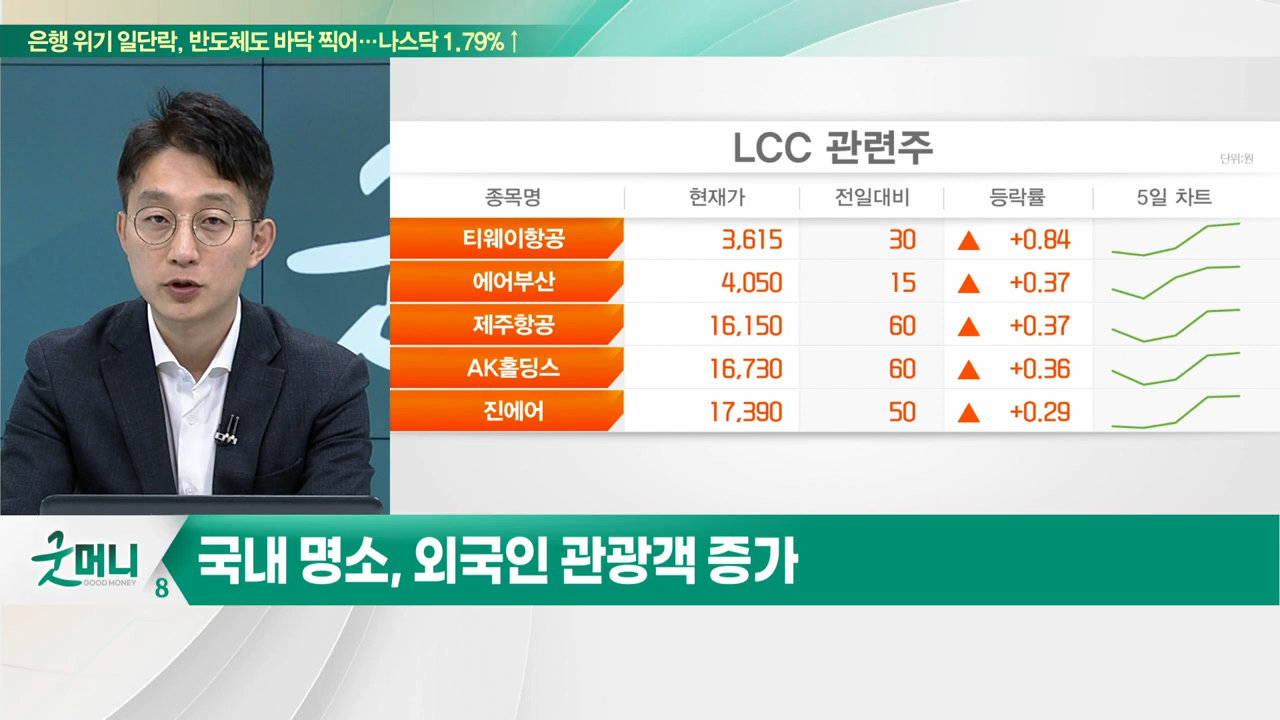 은행 위기 일단락, 반도체도 바닥 찍어…나스닥 1.79%↑
LCC 관련주
단위:원
종목명 현재가 전일대비 등락률 5일 차트
티웨이항공 3,615 30 ▲ +0.84
에어부산 4,050 15 ▲ +0.37
제주항공 16,150 60 ▲ +0.37
AK홀딩스 16,730 60 ▲ +0.36
진에어 17,390 50 ▲ +0.29
굿머니
GOOD MONEY
8
국내 명소, 외국인 관광객 증가